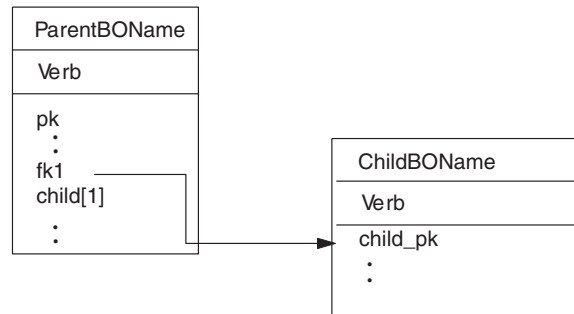 ParentBOName
Verb
pk
fk1
child[1]
ChildBOName
Verb
child_pk